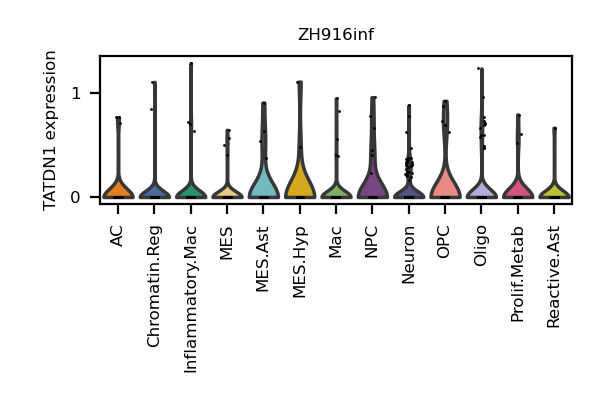 ZH916inf
TATDN1 expression
1
0
AC
Chromatin.Reg
Inflammatory.Mac
MES
MES.Ast
MES.Hyp
Mac
NPC
Neuron
OPC
Oligo
Prolif.Metab
Reactive.Ast